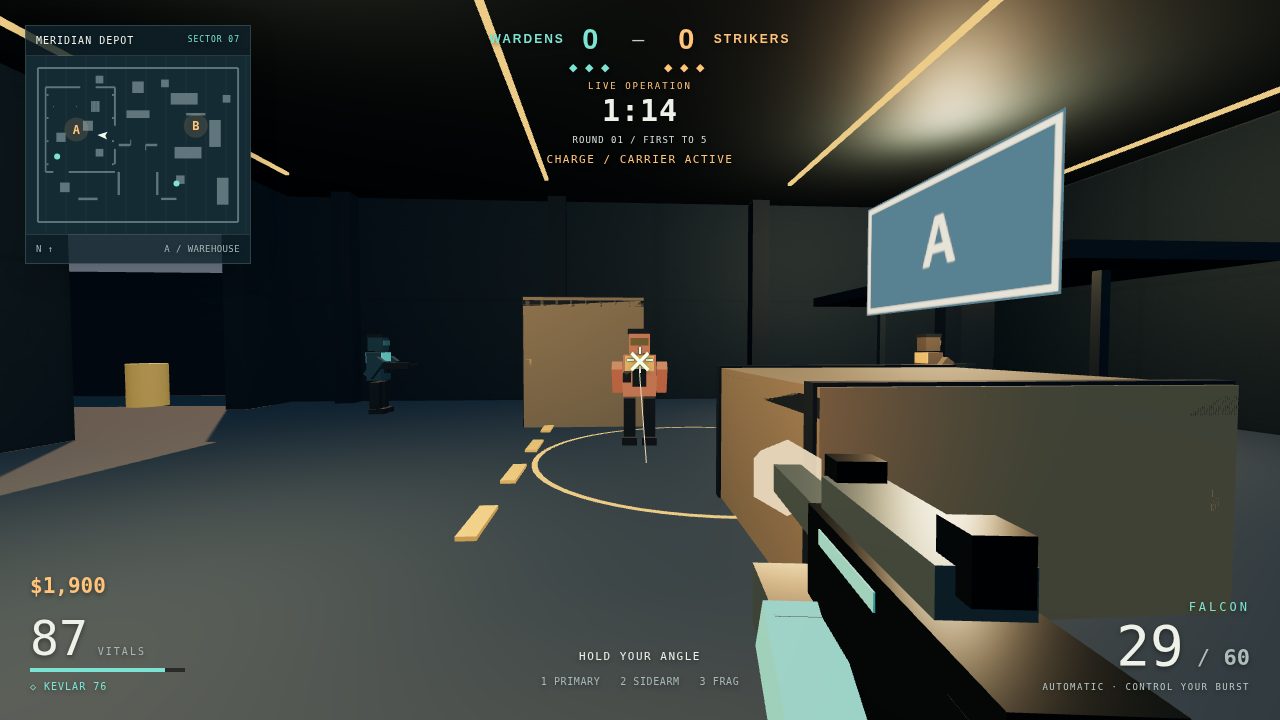 MERIDIAN DEPOT SECTOR 07
A B
N ↑ A / WAREHOUSE
WARDENS 0 — 0 STRIKERS
LIVE OPERATION
1:14
ROUND 01 / FIRST TO 5
CHARGE / CARRIER ACTIVE
A
$1,900
87 VITALS
◇ KEVLAR 76
HOLD YOUR ANGLE
1 PRIMARY 2 SIDEARM 3 FRAG
FALCON
29 / 60
AUTOMATIC · CONTROL YOUR BURST